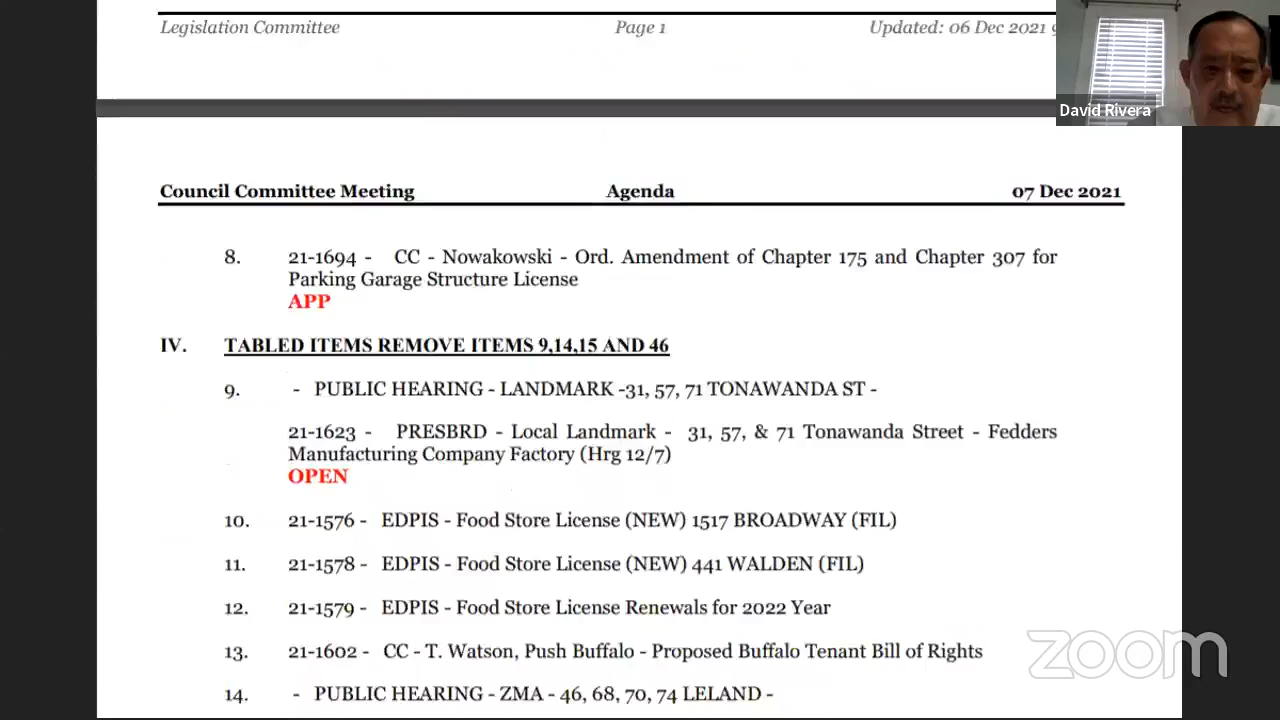 Legislation Committee Page 1 Updated: 06 Dec 2021 9
David Rivera
Council Committee Meeting Agenda 07 Dec 2021
8. 21-1694 - CC - Nowakowski - Ord. Amendment of Chapter 175 and Chapter 307 for
Parking Garage Structure License
APP
IV. TABLED ITEMS REMOVE ITEMS 9,14,15 AND 46
9. - PUBLIC HEARING - LANDMARK -31, 57, 71 TONAWANDA ST -
21-1623 - PRESBRD - Local Landmark - 31, 57, & 71 Tonawanda Street - Fedders
Manufacturing Company Factory (Hrg 12/7)
OPEN
10. 21-1576 - EDPIS - Food Store License (NEW) 1517 BROADWAY (FIL)
11. 21-1578 - EDPIS - Food Store License (NEW) 441 WALDEN (FIL)
12. 21-1579 - EDPIS - Food Store License Renewals for 2022 Year
13. 21-1602 - CC - T. Watson, Push Buffalo - Proposed Buffalo Tenant Bill of Rights
zoom
14. - PUBLIC HEARING - ZMA - 46, 68, 70, 74 LELAND -